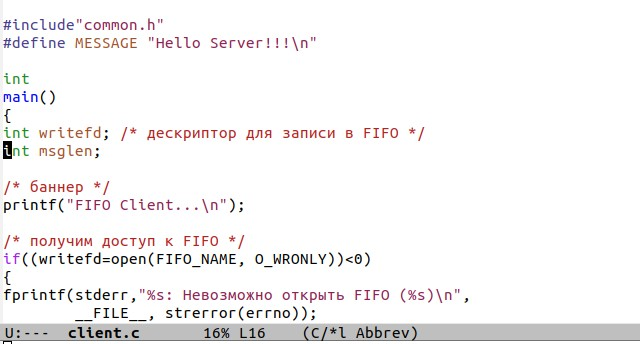 #include"common.h"
#define MESSAGE "Hello Server!!!\n"
int
main()
{
int writefd; /* дескриптор для записи в FIFO */
int msglen;
/* баннер */
printf("FIFO Client...\n");
/* получим доступ к FIFO */
if((writefd=open(FIFO_NAME, O_WRONLY))<0)
{
fprintf(stderr,"%s: Невозможно открыть FIFO (%s)\n",
__FILE__, strerror(errno));
U:--- client.c 16% L16 (C/*l Abbrev)